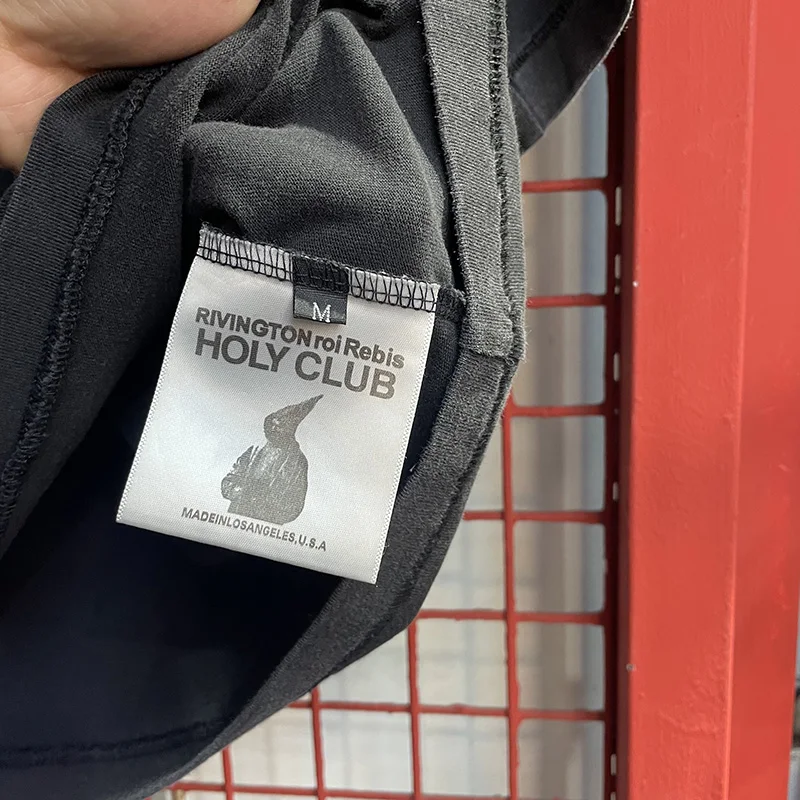 M
RIVINGTON roi Rebis
HOLY CLUB
MADEINLOSANGELES,U.S.A